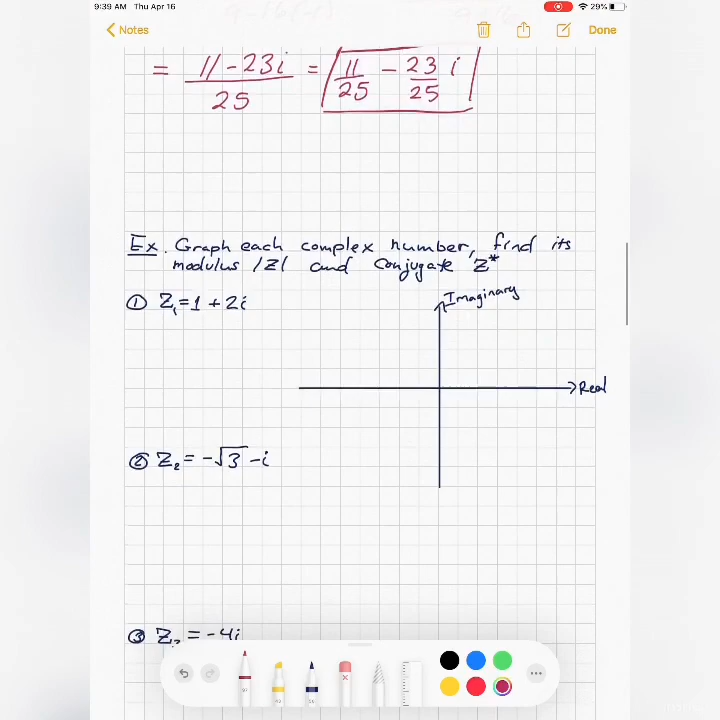 9:39 AM Thu Apr 16
29%
Notes
Done
= 11 - 23i / 25 = 11/25 - 23/25 i
Ex. Graph each complex number, find its
modulus |Z| and conjugate Z*
① Z₁ = 1 + 2i
Imaginary
Real
② Z₂ = -√3 - i
③ Z₃ = -4i